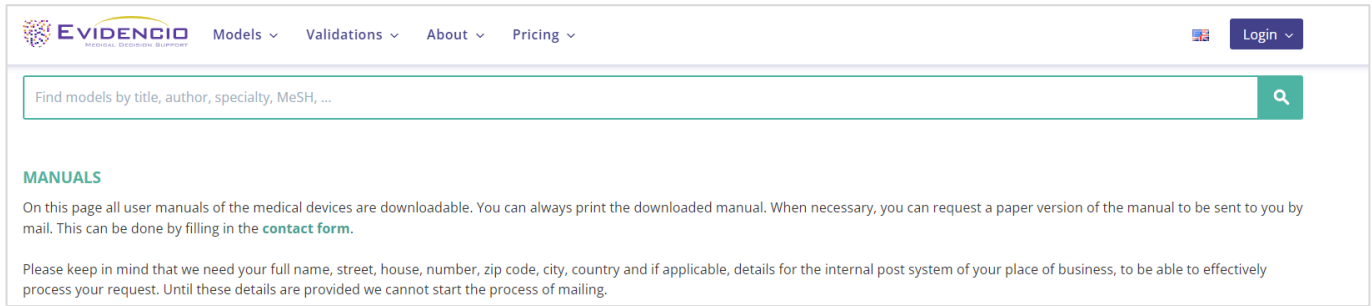 EVIDENCIO
MEDICAL DECISION SUPPORT
Models
Validations
About
Pricing
Login
Find models by title, author, specialty, MeSH, ...
MANUALS
On this page all user manuals of the medical devices are downloadable. You can always print the downloaded manual. When necessary, you can request a paper version of the manual to be sent to you by
mail. This can be done by filling in the contact form.
Please keep in mind that we need your full name, street, house, number, zip code, city, country and if applicable, details for the internal post system of your place of business, to be able to effectively
process your request. Until these details are provided we cannot start the process of mailing.